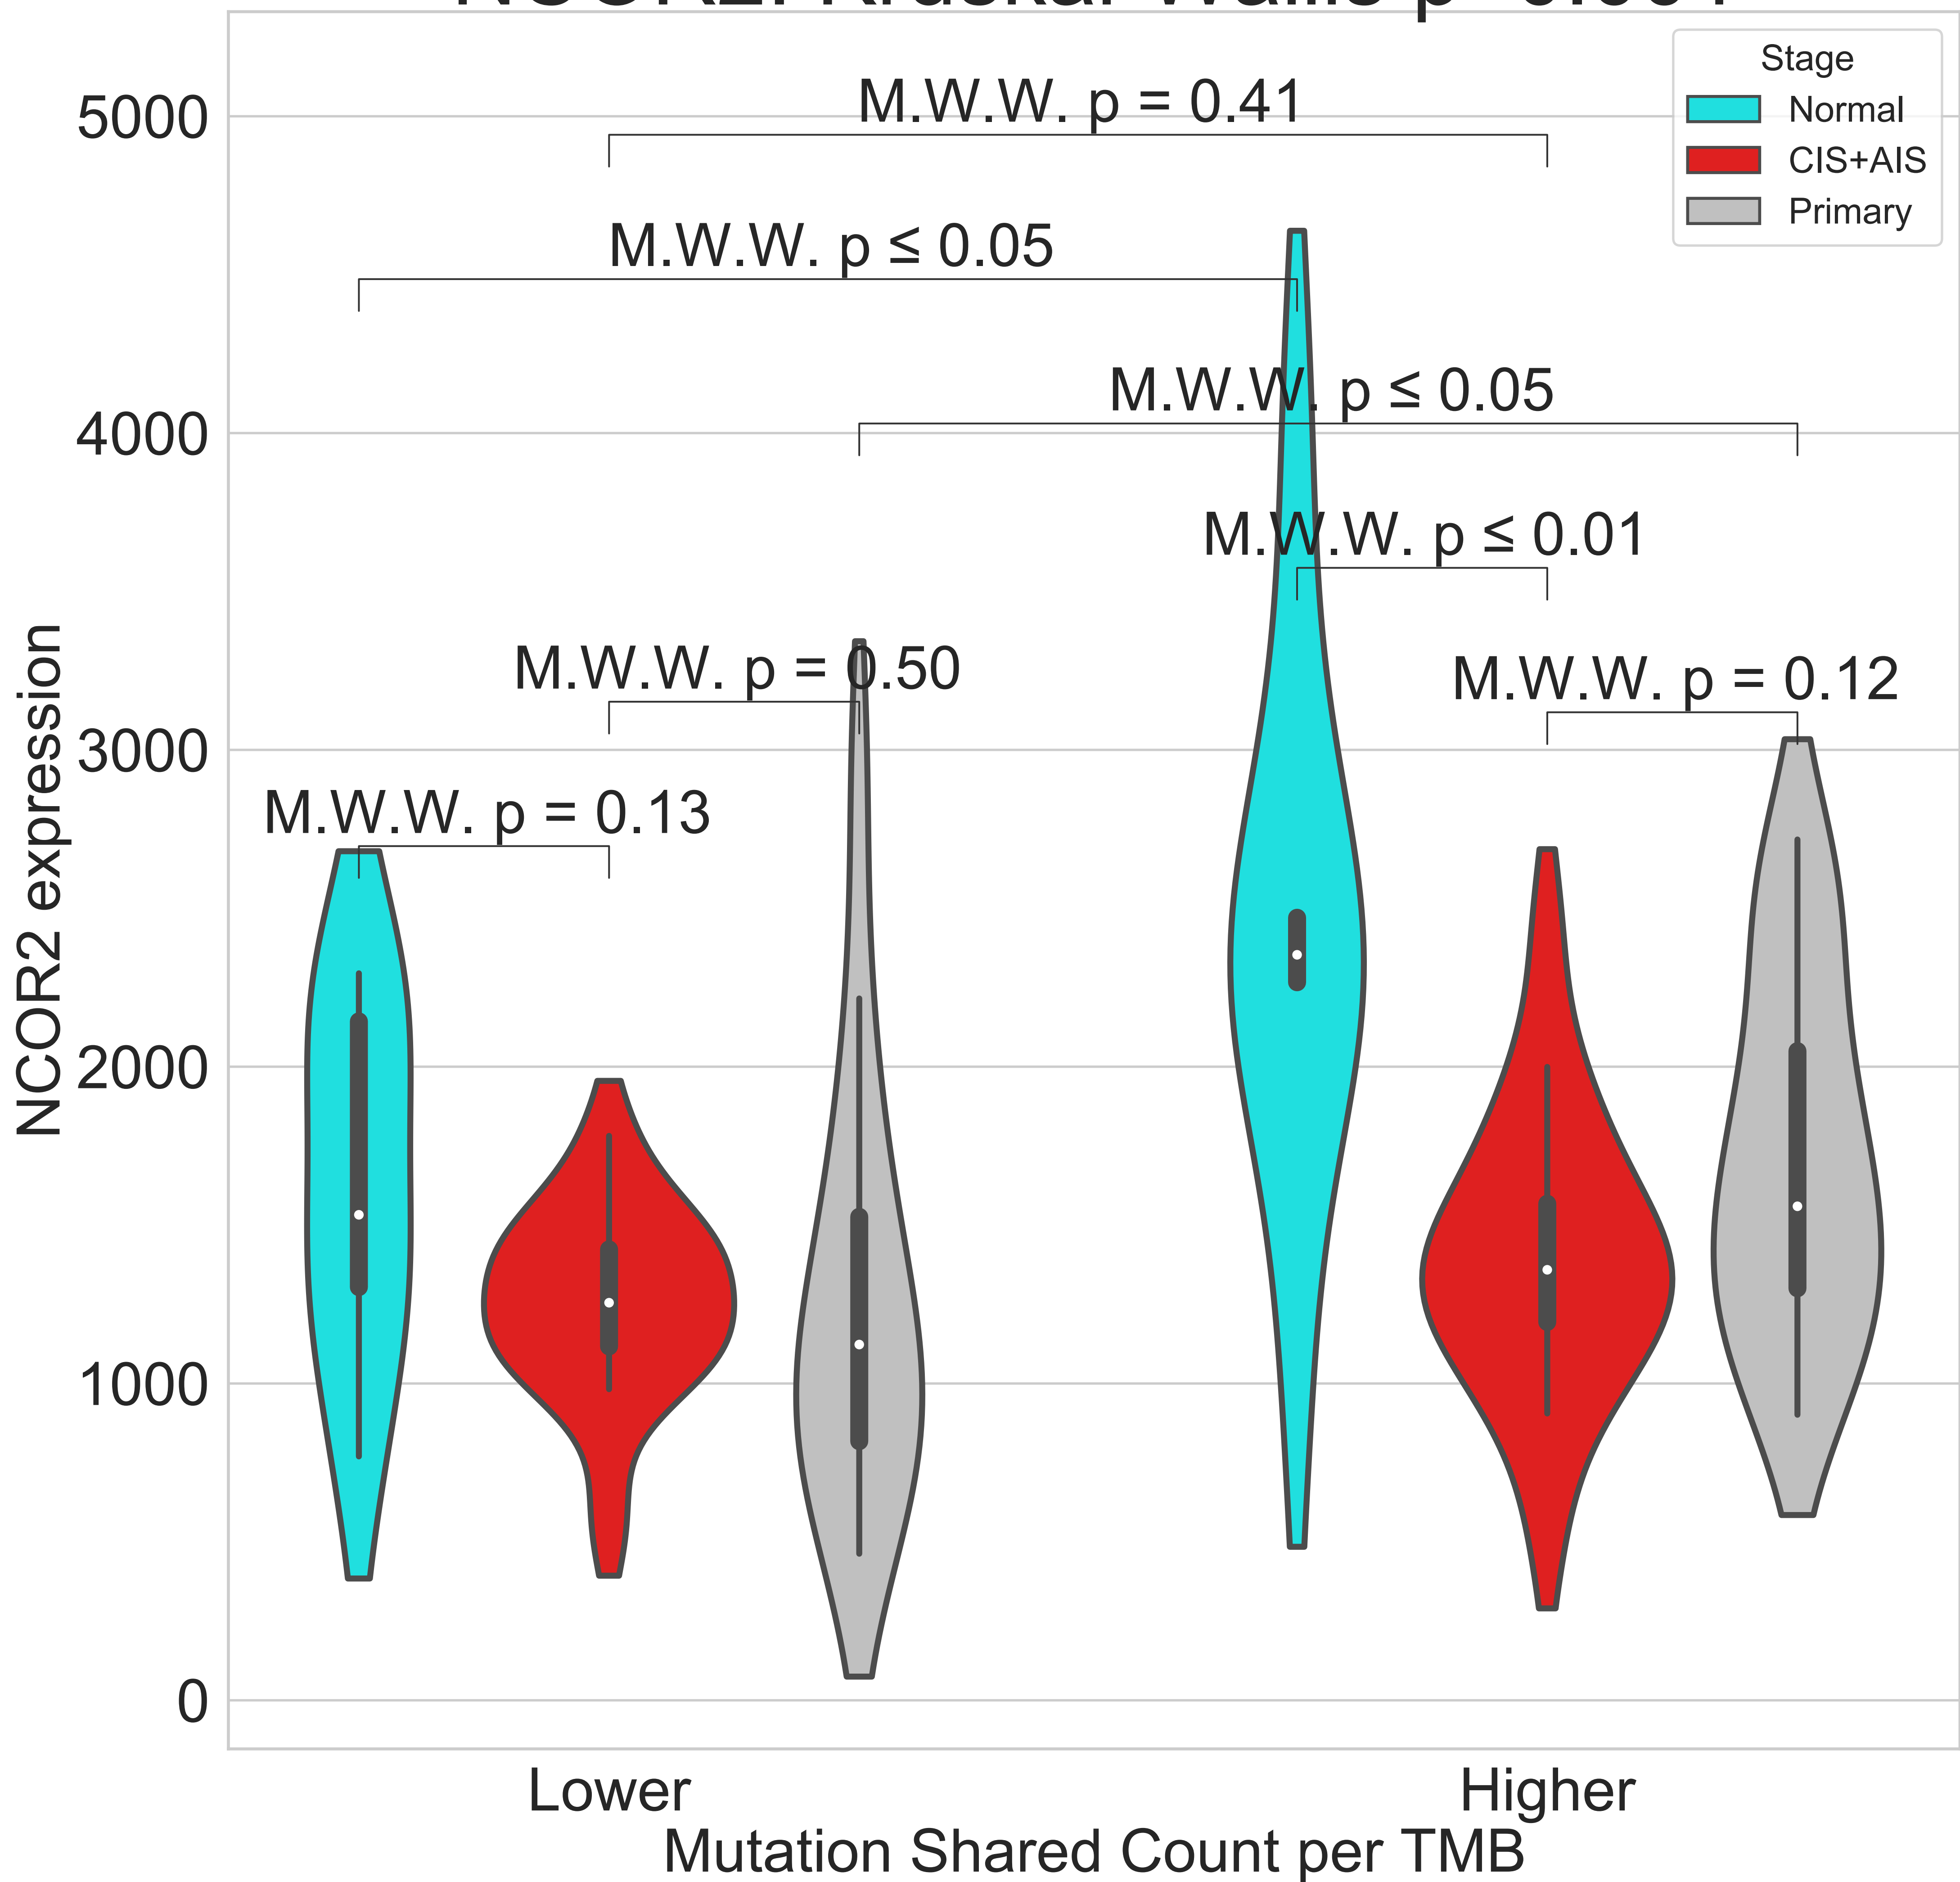 Stage
Normal
CIS+AIS
Primary
M.W.W. p = 0.41
M.W.W. p ≤ 0.05
M.W.W. p ≤ 0.05
M.W.W. p ≤ 0.01
M.W.W. p = 0.50
M.W.W. p = 0.12
M.W.W. p = 0.13
5000
4000
3000
2000
1000
0
NCOR2 expression
Lower
Higher
Mutation Shared Count per TMB